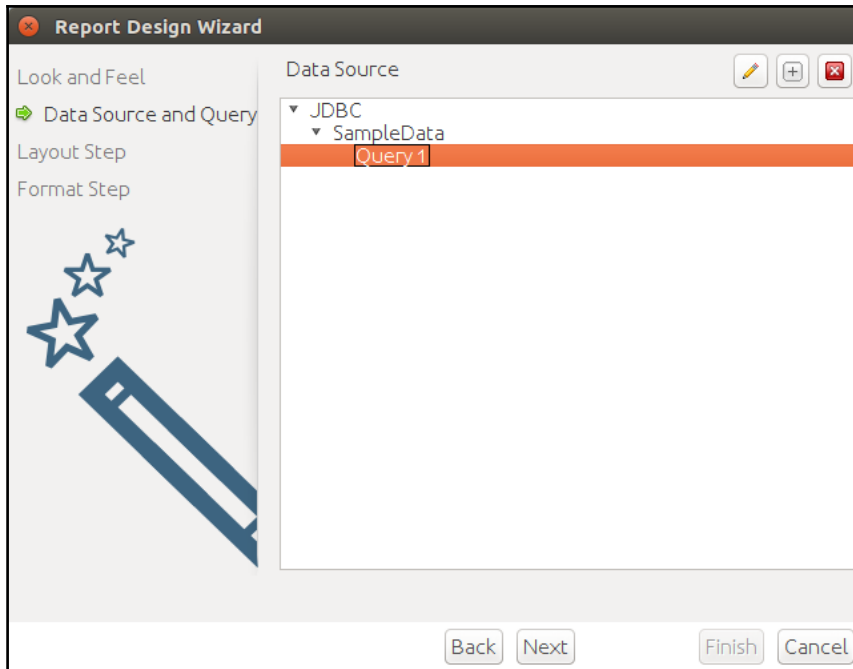 Report Design Wizard
Look and Feel
Data Source and Query
Layout Step
Format Step
Data Source
JDBC
SampleData
Query 1
Back
Next
Finish
Cancel